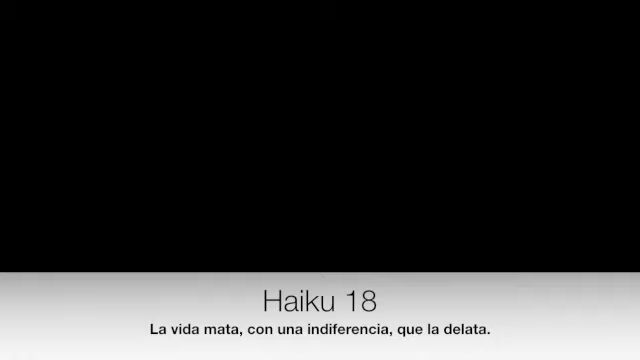 Haiku 18
La vida mata, con una indiferencia, que la delata.